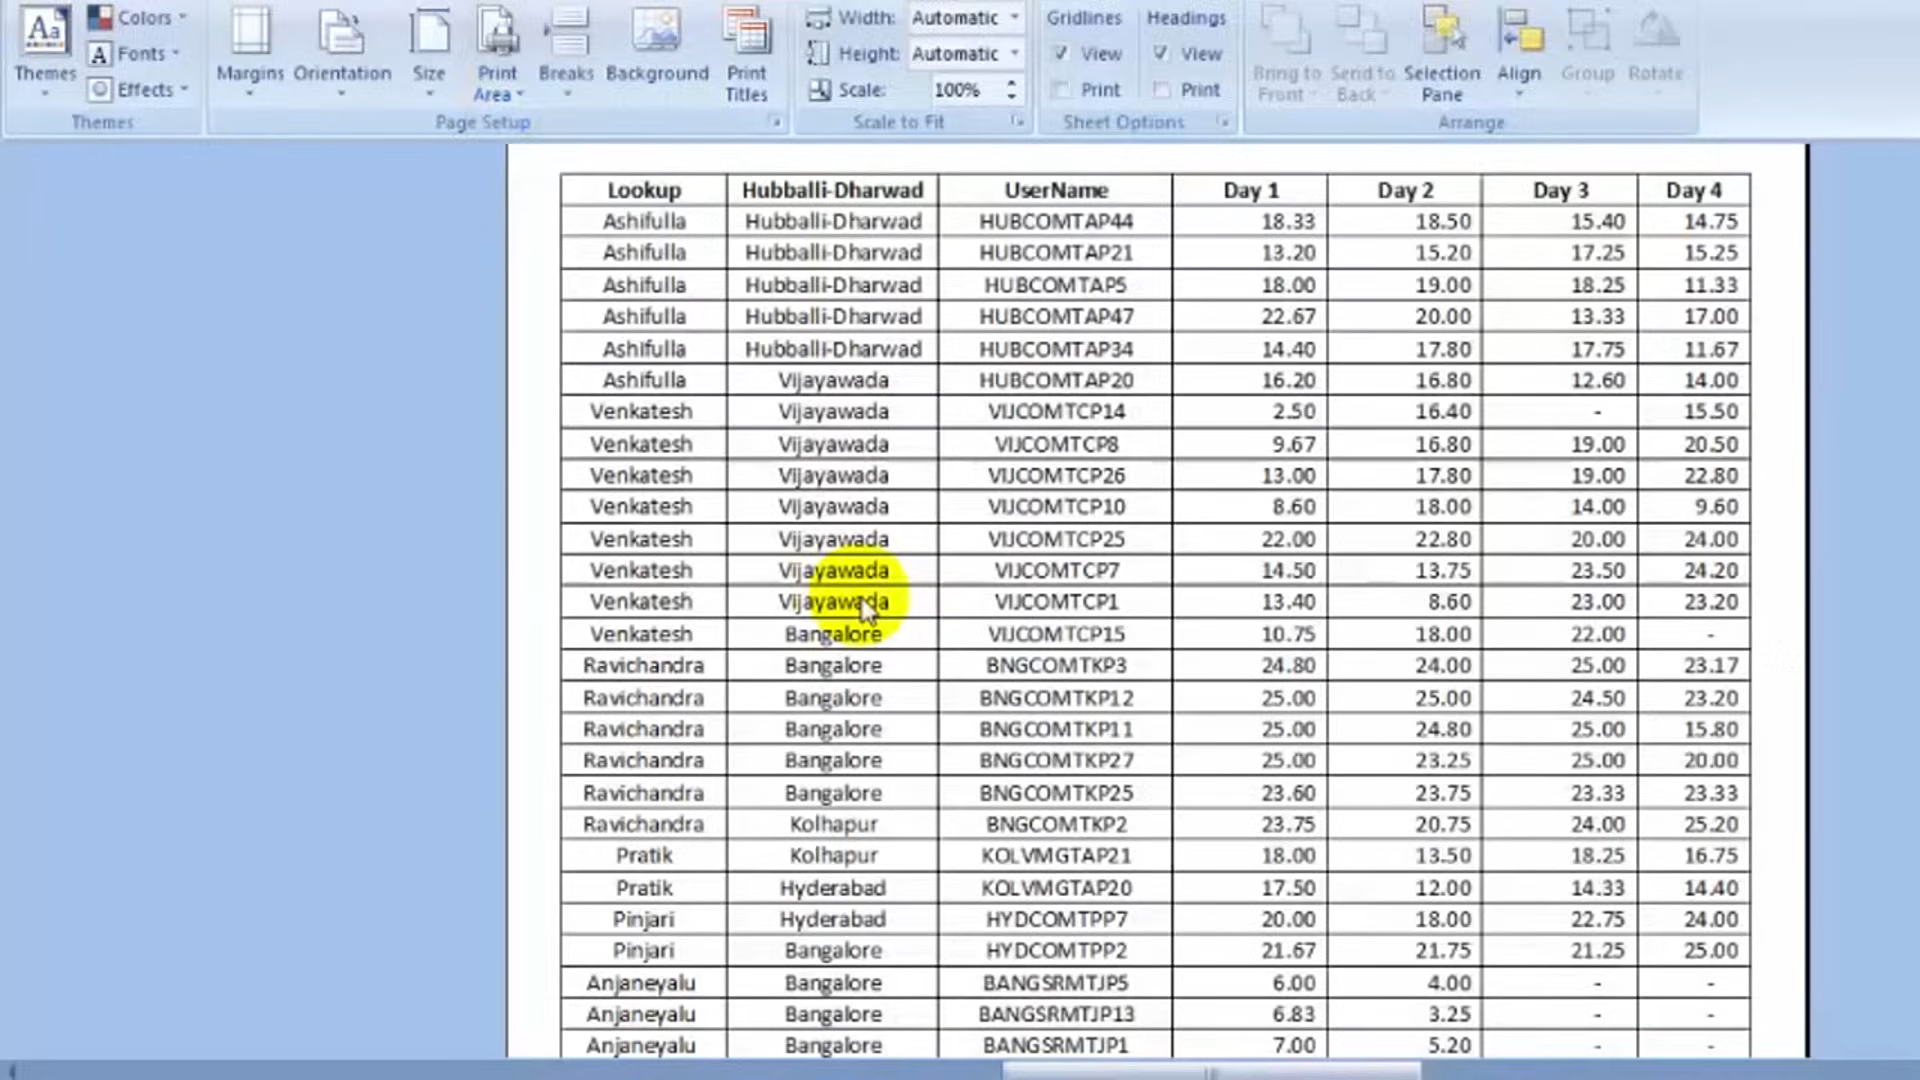 Colors Width: Automatic Gridlines Headings
Fonts Height: Automatic View View
Themes Margins Orientation Size Print Area Breaks Background Print Titles Bring to Front Send to Back Selection Pane Align Group Rotate
Effects Scale: 100% Print Print
Themes Page Setup Scale to Fit Sheet Options Arrange
Lookup Hubballi-Dharwad UserName Day 1 Day 2 Day 3 Day 4
Ashifulla Hubballi-Dharwad HUBCOMTAP44 18.33 18.50 15.40 14.75
Ashifulla Hubballi-Dharwad HUBCOMTAP21 13.20 15.20 17.25 15.25
Ashifulla Hubballi-Dharwad HUBCOMTAP5 18.00 19.00 18.25 11.33
Ashifulla Hubballi-Dharwad HUBCOMTAP47 22.67 20.00 13.33 17.00
Ashifulla Hubballi-Dharwad HUBCOMTAP34 14.40 17.80 17.75 11.67
Ashifulla Vijayawada HUBCOMTAP20 16.20 16.80 12.60 14.00
Venkatesh Vijayawada VIJCOMTCP14 2.50 16.40 - 15.50
Venkatesh Vijayawada VIJCOMTCP8 9.67 16.80 19.00 20.50
Venkatesh Vijayawada VIJCOMTCP26 13.00 17.80 19.00 22.80
Venkatesh Vijayawada VIJCOMTCP10 8.60 18.00 14.00 9.60
Venkatesh Vijayawada VIJCOMTCP25 22.00 22.80 20.00 24.00
Venkatesh Vijayawada VIJCOMTCP7 14.50 13.75 23.50 24.20
Venkatesh Vijayawada VIJCOMTCP1 13.40 8.60 23.00 23.20
Venkatesh Bangalore VIJCOMTCP15 10.75 18.00 22.00 -
Ravichandra Bangalore BNGCOMTKP3 24.80 24.00 25.00 23.17
Ravichandra Bangalore BNGCOMTKP12 25.00 25.00 24.50 23.20
Ravichandra Bangalore BNGCOMTKP11 25.00 24.80 25.00 15.80
Ravichandra Bangalore BNGCOMTKP27 25.00 23.25 25.00 20.00
Ravichandra Bangalore BNGCOMTKP25 23.60 23.75 23.33 23.33
Ravichandra Kolhapur BNGCOMTKP2 23.75 20.75 24.00 25.20
Pratik Kolhapur KOLVMGTAP21 18.00 13.50 18.25 16.75
Pratik Hyderabad KOLVMGTAP20 17.50 12.00 14.33 14.40
Pinjari Hyderabad HYDCOMTPP7 20.00 18.00 22.75 24.00
Pinjari Bangalore HYDCOMTPP2 21.67 21.75 21.25 25.00
Anjaneyalu Bangalore BANGSRMTJP5 6.00 4.00 - -
Anjaneyalu Bangalore BANGSRMTJP13 6.83 3.25 - -
Anjaneyalu Bangalore BANGSRMTJP1 7.00 5.20 - -